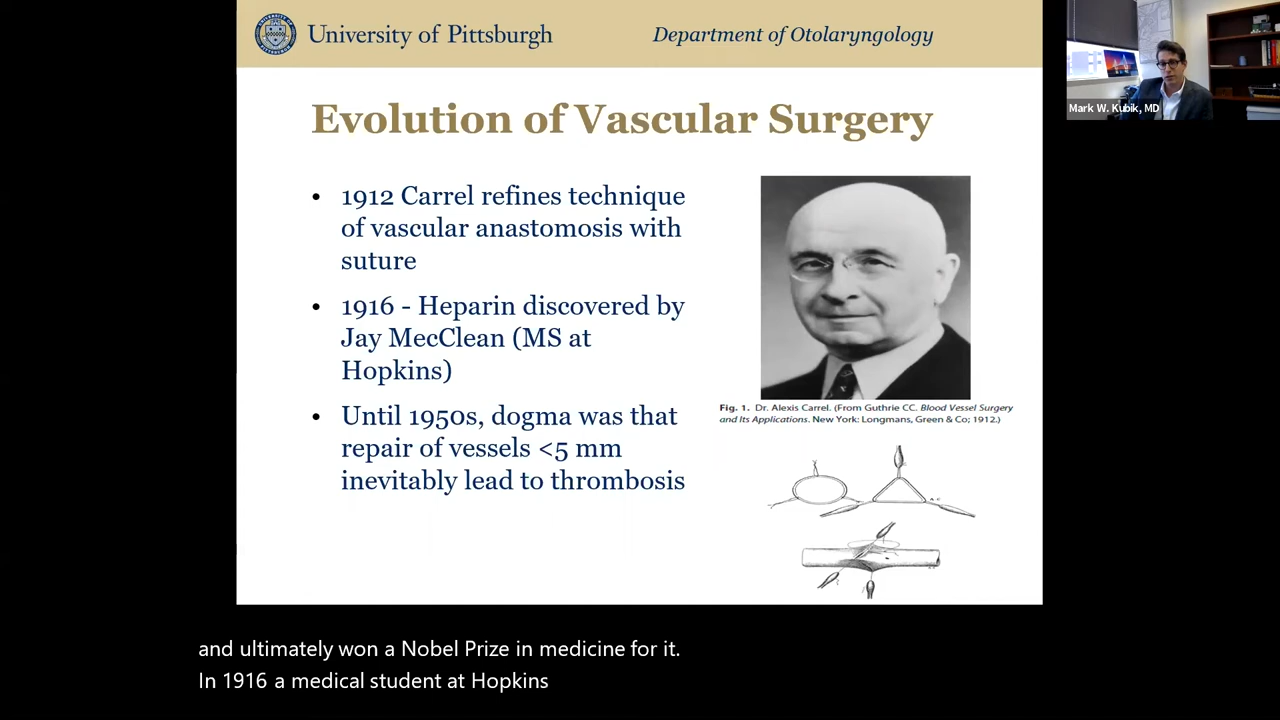 University of Pittsburgh
Department of Otolaryngology
Mark W. Kubik, MD
Evolution of Vascular Surgery
• 1912 Carrel refines technique
of vascular anastomosis with
suture
• 1916 - Heparin discovered by
Jay MecClean (MS at
Hopkins)
• Until 1950s, dogma was that
repair of vessels <5 mm
inevitably lead to thrombosis
Fig. 1. Dr. Alexis Carrel. (From Guthrie CC. Blood Vessel Surgery
and Its Applications. New York: Longmans, Green & Co; 1912.)
and ultimately won a Nobel Prize in medicine for it.
In 1916 a medical student at Hopkins